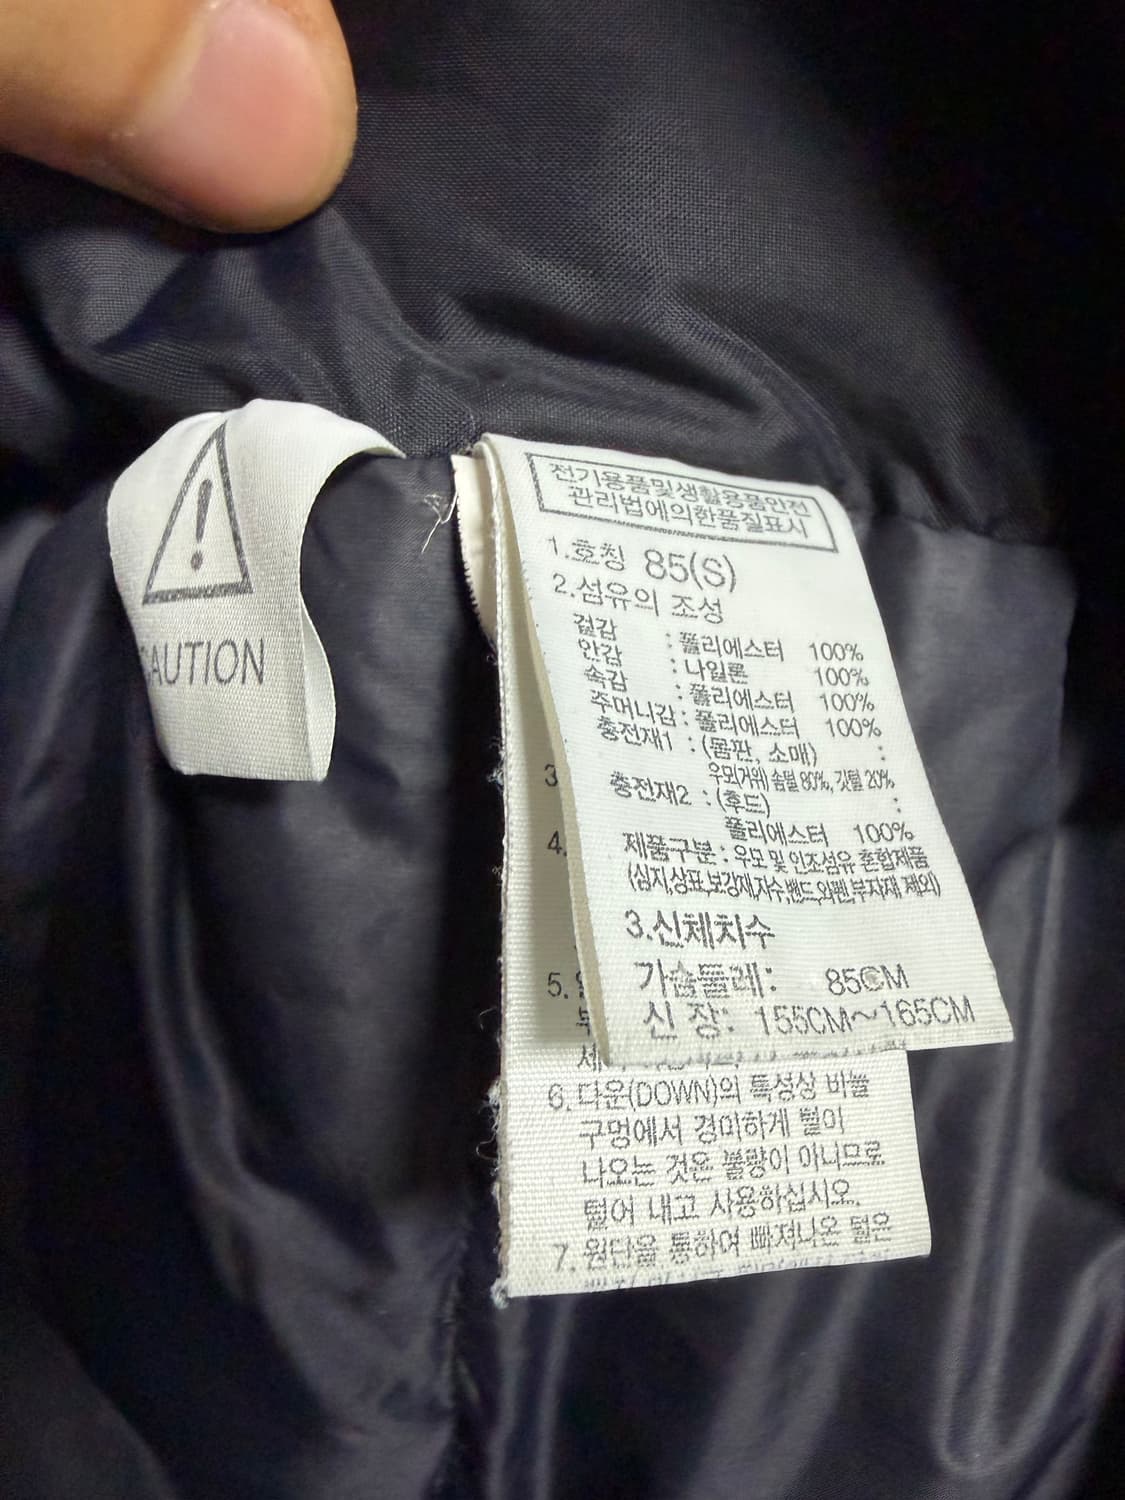 !
CAUTION
전기용품및생활용품안전
관리법에의한품질표시
1.호칭 85(S)
2.섬유의 조성
겉감 : 폴리에스터 100%
안감 : 나일론 100%
속감 : 폴리에스터 100%
주머니감 : 폴리에스터 100%
충전재1 : (몸판, 소매) :
우모(거위) 솜털 80%, 깃털 20%
충전재2 : (후드) :
폴리에스터 100%
제품구분 : 우모 및 인조섬유 혼합제품
(심지,상표,보강재,자수,밴드,와펜,부자재 제외)
3.신체치수
가슴둘레: 85CM
신 장: 155CM~165CM
3
4.
5.
세
6.다운(DOWN)의 특성상 바늘
구멍에서 경미하게 털이
나오는 것은 불량이 아니므로
털어 내고 사용하십시오.
7.원단을 통하여 빠져나온 털은